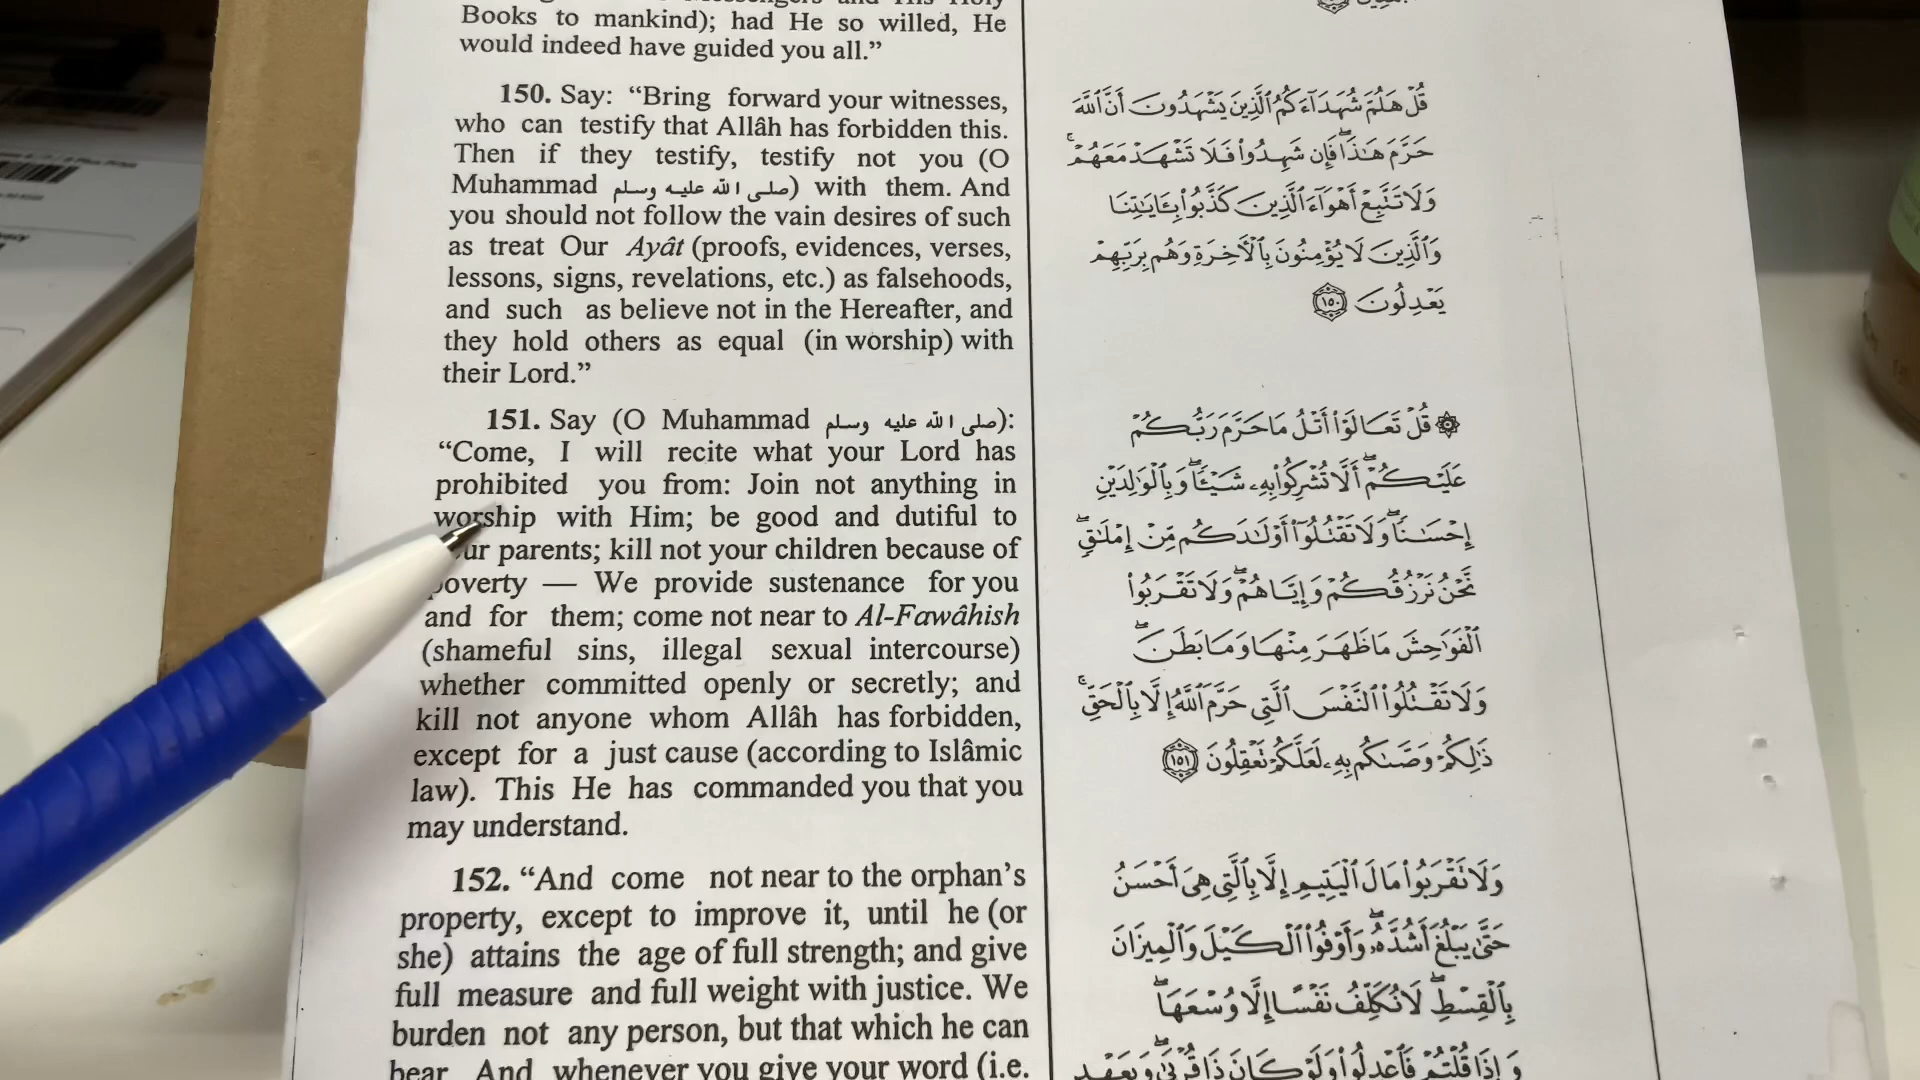 Books to mankind); had He so willed, He
would indeed have guided you all.”
150. Say: “Bring forward your witnesses,
who can testify that Allâh has forbidden this.
Then if they testify, testify not you (O
Muhammad صلى الله عليه وسلم) with them. And
you should not follow the vain desires of such
as treat Our Ayât (proofs, evidences, verses,
lessons, signs, revelations, etc.) as falsehoods,
and such as believe not in the Hereafter, and
they hold others as equal (in worship) with
their Lord.”
151. Say (O Muhammad صلى الله عليه وسلم):
“Come, I will recite what your Lord has
prohibited you from: Join not anything in
worship with Him; be good and dutiful to
parents; kill not your children because of
poverty — We provide sustenance for you
and for them; come not near to Al-Fawâhish
(shameful sins, illegal sexual intercourse)
whether committed openly or secretly; and
kill not anyone whom Allâh has forbidden,
except for a just cause (according to Islâmic
law). This He has commanded you that you
may understand.
152. “And come not near to the orphan’s
property, except to improve it, until he (or
she) attains the age of full strength; and give
full measure and full weight with justice. We
burden not any person, but that which he can
bear. And whenever you give your word (i.e.
قُلْ هَلُمَّ شُهَدَآءَكُمُ ٱلَّذِينَ يَشْهَدُونَ أَنَّ ٱللَّهَ
حَرَّمَ هَٰذَا ۖ فَإِن شَهِدُوا۟ فَلَا تَشْهَدْ مَعَهُمْ ۚ
وَلَا تَتَّبِعْ أَهْوَآءَ ٱلَّذِينَ كَذَّبُوا۟ بِـَٔايَٰتِنَا
وَٱلَّذِينَ لَا يُؤْمِنُونَ بِٱلْـَٔاخِرَةِ وَهُم بِرَبِّهِمْ
يَعْدِلُونَ ١٥٠
۞ قُلْ تَعَالَوْا۟ أَتْلُ مَا حَرَّمَ رَبُّكُمْ
عَلَيْكُمْ ۖ أَلَّا تُشْرِكُوا۟ بِهِۦ شَيْـًٔا ۖ وَبِٱلْوَٰلِدَيْنِ
إِحْسَٰنًا ۖ وَلَا تَقْتُلُوٓا۟ أَوْلَٰدَكُم مِّنْ إِمْلَٰقٍ ۖ
نَّحْنُ نَرْزُقُكُمْ وَإِيَّاهُمْ ۖ وَلَا تَقْرَبُوا۟
ٱلْفَوَٰحِشَ مَا ظَهَرَ مِنْهَا وَمَا بَطَنَ ۖ
وَلَا تَقْتُلُوا۟ ٱلنَّفْسَ ٱلَّتِى حَرَّمَ ٱللَّهُ إِلَّا بِٱلْحَقِّ ۚ
ذَٰلِكُمْ وَصَّىٰكُم بِهِۦ لَعَلَّكُمْ تَعْقِلُونَ ١٥١
وَلَا تَقْرَبُوا۟ مَالَ ٱلْيَتِيمِ إِلَّا بِٱلَّتِى هِىَ أَحْسَنُ
حَتَّىٰ يَبْلُغَ أَشُدَّهُۥ ۖ وَأَوْفُوا۟ ٱلْكَيْلَ وَٱلْمِيزَانَ
بِٱلْقِسْطِ ۖ لَا نُكَلِّفُ نَفْسًا إِلَّا وُسْعَهَا ۖ
وَإِذَا قُلْتُمْ فَٱعْدِلُوا۟ وَلَوْ كَانَ ذَا قُرْبَىٰ ۖ وَبِعَهْدِ